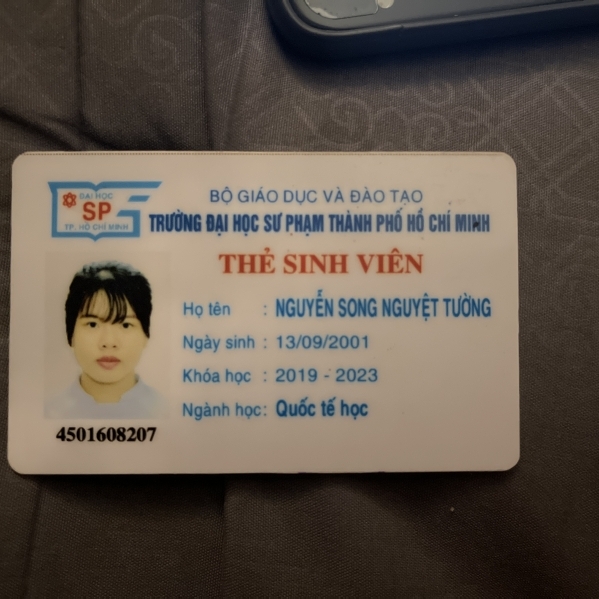 ĐẠI HỌC
SP
TP. HỒ CHÍ MINH
BỘ GIÁO DỤC VÀ ĐÀO TẠO
TRƯỜNG ĐẠI HỌC SƯ PHẠM THÀNH PHỐ HỒ CHÍ MINH
THẺ SINH VIÊN
Họ tên : NGUYỄN SONG NGUYỆT TƯỜNG
Ngày sinh : 13/09/2001
Khóa học : 2019 - 2023
Ngành học: Quốc tế học
4501608207